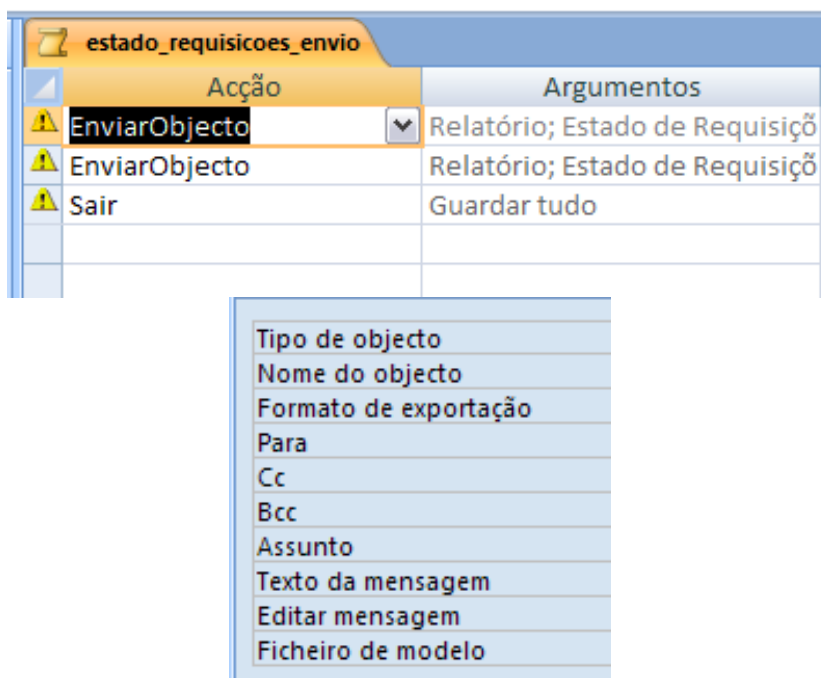 estado_requisicoes_envio
Acção Argumentos
EnviarObjecto Relatório; Estado de Requisiçõ
EnviarObjecto Relatório; Estado de Requisiçõ
Sair Guardar tudo
Tipo de objecto
Nome do objecto
Formato de exportação
Para
Cc
Bcc
Assunto
Texto da mensagem
Editar mensagem
Ficheiro de modelo